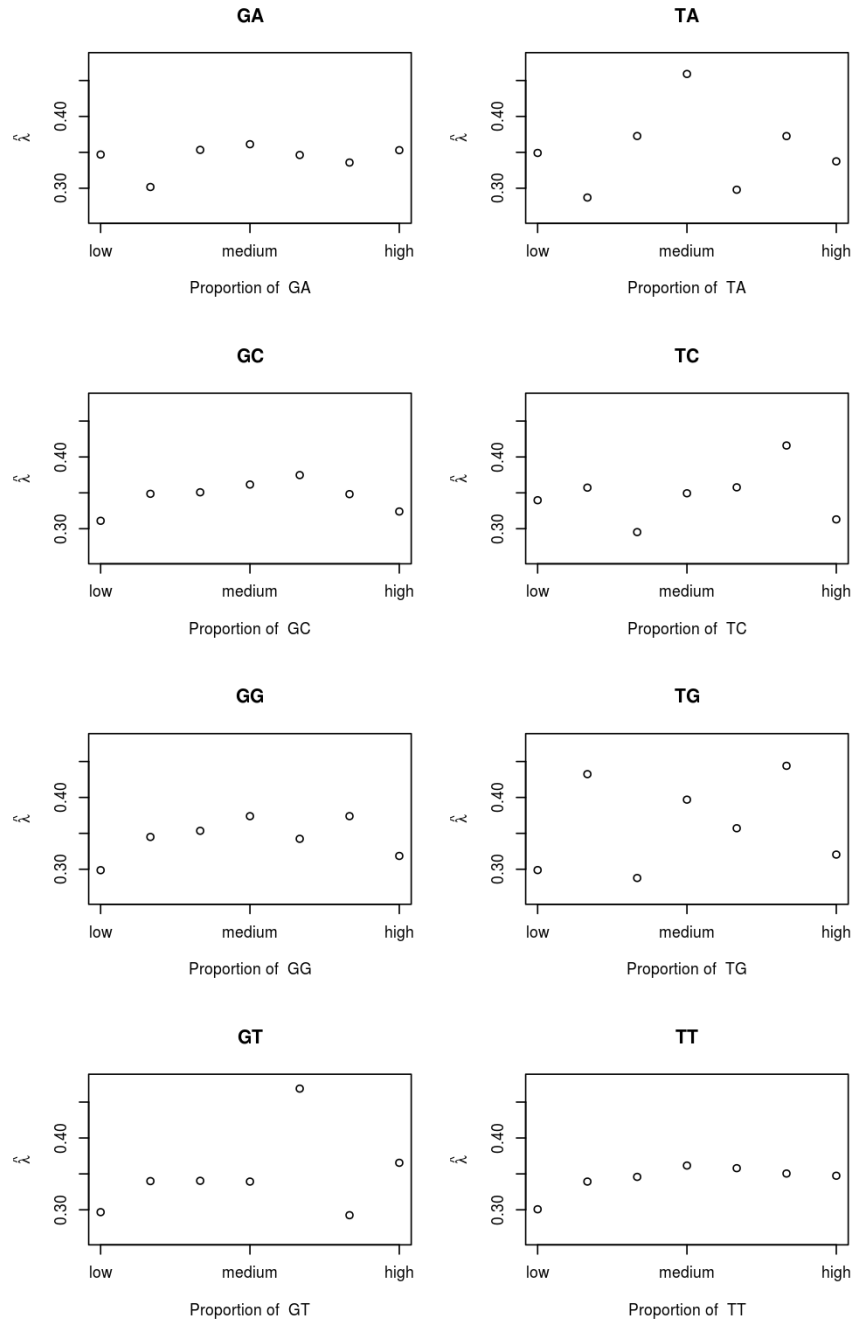 GA
0.40
0.30
λ̂
low medium high
Proportion of GA
TA
0.40
0.30
λ̂
low medium high
Proportion of TA
GC
0.40
0.30
λ̂
low medium high
Proportion of GC
TC
0.40
0.30
λ̂
low medium high
Proportion of TC
GG
0.40
0.30
λ̂
low medium high
Proportion of GG
TG
0.40
0.30
λ̂
low medium high
Proportion of TG
GT
0.40
0.30
λ̂
low medium high
Proportion of GT
TT
0.40
0.30
λ̂
low medium high
Proportion of TT